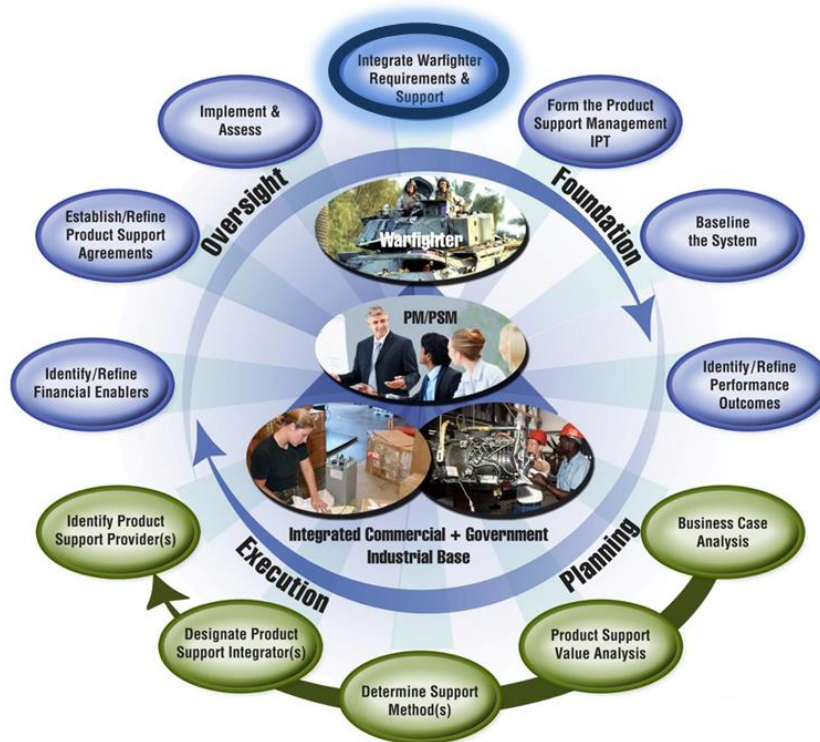 Integrate Warfighter
Requirements &
Support
Implement &
Assess
Form the Product
Support Management
IPT
Oversight
Foundation
Establish/Refine
Product Support
Agreements
Warfighter
Baseline
the System
PM/PSM
Identify/Refine
Financial Enablers
Identify/Refine
Performance
Outcomes
Identify Product
Support Provider(s)
Integrated Commercial + Government
Industrial Base
Business Case
Analysis
Execution
Planning
Designate Product
Support Integrator(s)
Product Support
Value Analysis
Determine Support
Method(s)